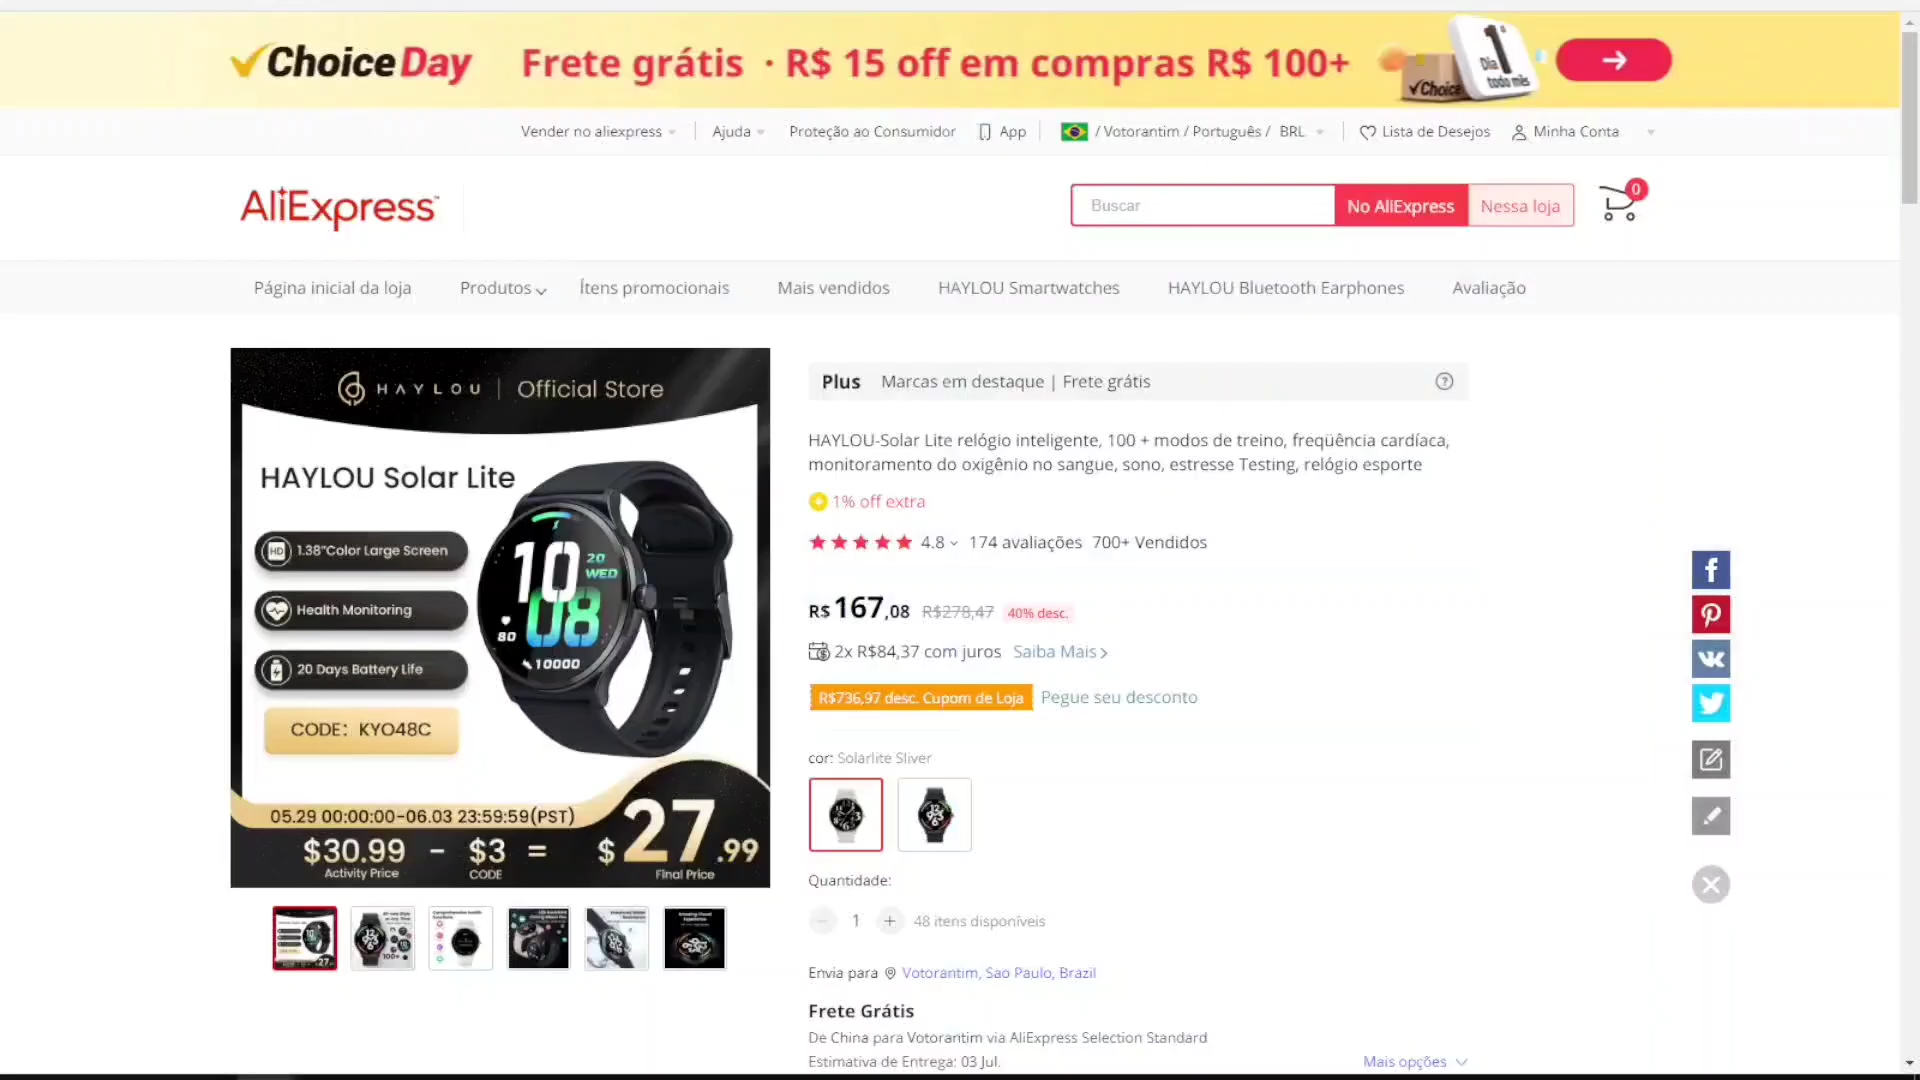 ChoiceDay
Frete grátis · R$ 15 off em compras R$ 100+
Dia
1°
todo mês
Choice
Vender no aliexpress
Ajuda
Proteção ao Consumidor
App
/ Votorantim / Português / BRL
Lista de Desejos
Minha Conta
AliExpress
Buscar
No AliExpress
Nessa loja
0
Página inicial da loja
Produtos
Ítens promocionais
Mais vendidos
HAYLOU Smartwatches
HAYLOU Bluetooth Earphones
Avaliação
HAYLOU | Official Store
HAYLOU Solar Lite
HD 1.38"Color Large Screen
Health Monitoring
20 Days Battery Life
CODE: KYO48C
10
20
WED
08
80
10000
05.29 00:00:00-06.03 23:59:59(PST)
$30.99 - $3 = $27.99
Activity Price
CODE
Final Price
Plus
Marcas em destaque | Frete grátis
HAYLOU-Solar Lite relógio inteligente, 100 + modos de treino, freqüência cardíaca,
monitoramento do oxigênio no sangue, sono, estresse Testing, relógio esporte
1% off extra
4.8
174 avaliações
700+ Vendidos
R$167,08
R$278,47
40% desc.
2x R$84,37 com juros
Saiba Mais
R$736,97 desc. Cupom de Loja
Pegue seu desconto
cor: Solarlite Sliver
Quantidade:
1
48 itens disponíveis
Envia para
Votorantim, Sao Paulo, Brazil
Frete Grátis
De China para Votorantim via AliExpress Selection Standard
Estimativa de Entrega: 03 Jul.
Mais opções